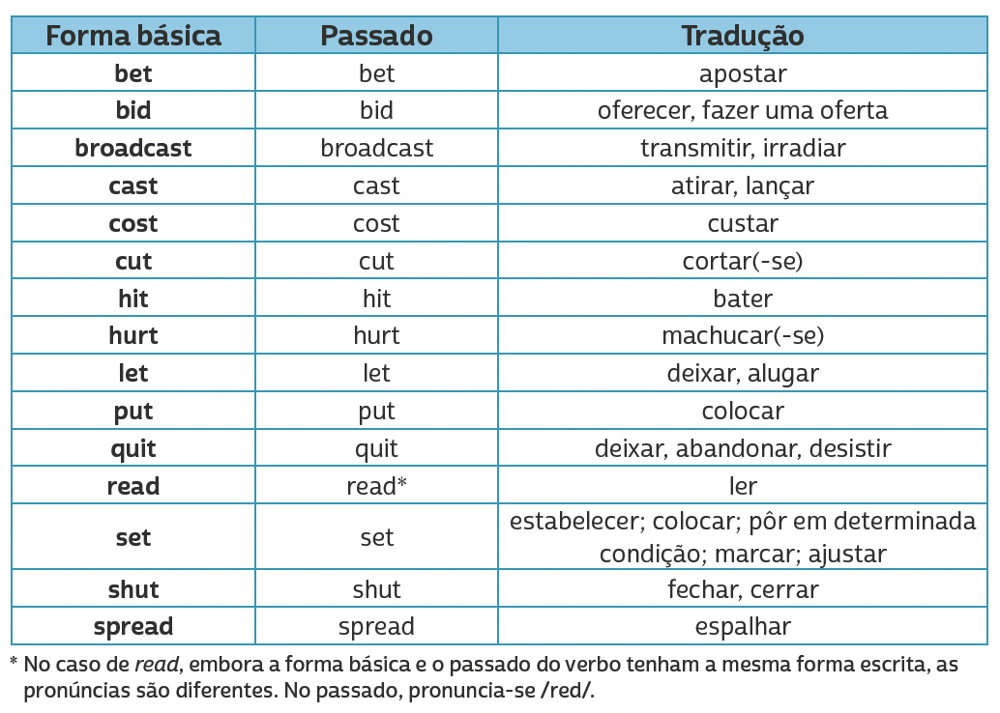 Forma básica Passado Tradução
bet bet apostar
bid bid oferecer, fazer uma oferta
broadcast broadcast transmitir, irradiar
cast cast atirar, lançar
cost cost custar
cut cut cortar(-se)
hit hit bater
hurt hurt machucar(-se)
let let deixar, alugar
put put colocar
quit quit deixar, abandonar, desistir
read read* ler
set set estabelecer; colocar; pôr em determinada
condição; marcar; ajustar
shut shut fechar, cerrar
spread spread espalhar
* No caso de read, embora a forma básica e o passado do verbo tenham a mesma forma escrita, as
pronúncias são diferentes. No passado, pronuncia-se /red/.